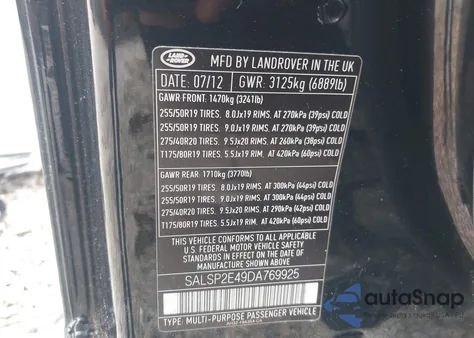 LAND
ROVER
MFD BY LANDROVER IN THE UK
DATE: 07/12 GWR: 3125kg (6889lb)
GAWR FRONT: 1470kg (3241lb)
255/50R19 TIRES. 8.0Jx19 RIMS. AT 270kPa (39psi) COLD
255/50R19 TIRES. 9.0Jx19 RIMS. AT 270kPa (39psi) COLD
275/40R20 TIRES. 9.5Jx20 RIMS. AT 260kPa (38psi) COLD
T175/80R19 TIRES. 5.5Jx19 RIM. AT 420kPa (60psi) COLD
GAWR REAR: 1710kg (3770lb)
255/50R19 TIRES. 8.0Jx19 RIMS. AT 300kPa (44psi) COLD
255/50R19 TIRES. 9.0Jx19 RIMS. AT 300kPa (44psi) COLD
275/40R20 TIRES. 9.5Jx20 RIMS. AT 290kPa (42psi) COLD
T175/80R19 TIRES. 5.5Jx19 RIM. AT 420kPa (60psi) COLD
THIS VEHICLE CONFORMS TO ALL APPLICABLE
U.S. FEDERAL MOTOR VEHICLE SAFETY AND THEFT
PREVENTION STANDARDS IN EFFECT ON THE
DATE OF MANUFACTURE SHOWN ABOVE.
SALSP2E49DA769925
TYPE: MULTI-PURPOSE PASSENGER VEHICLE
autoSnap